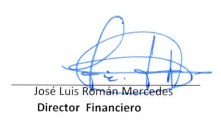 José Luis Román Mercedes
Director Financiero